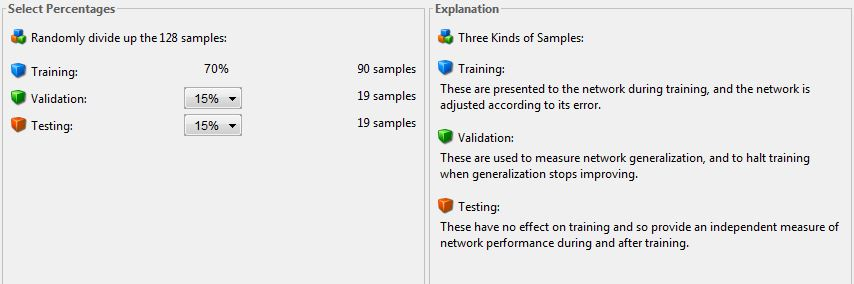 Select Percentages
Randomly divide up the 128 samples:
Training: 70% 90 samples
Validation: 15% 19 samples
Testing: 15% 19 samples
Explanation
Three Kinds of Samples:
Training:
These are presented to the network during training, and the network is
adjusted according to its error.
Validation:
These are used to measure network generalization, and to halt training
when generalization stops improving.
Testing:
These have no effect on training and so provide an independent measure of
network performance during and after training.